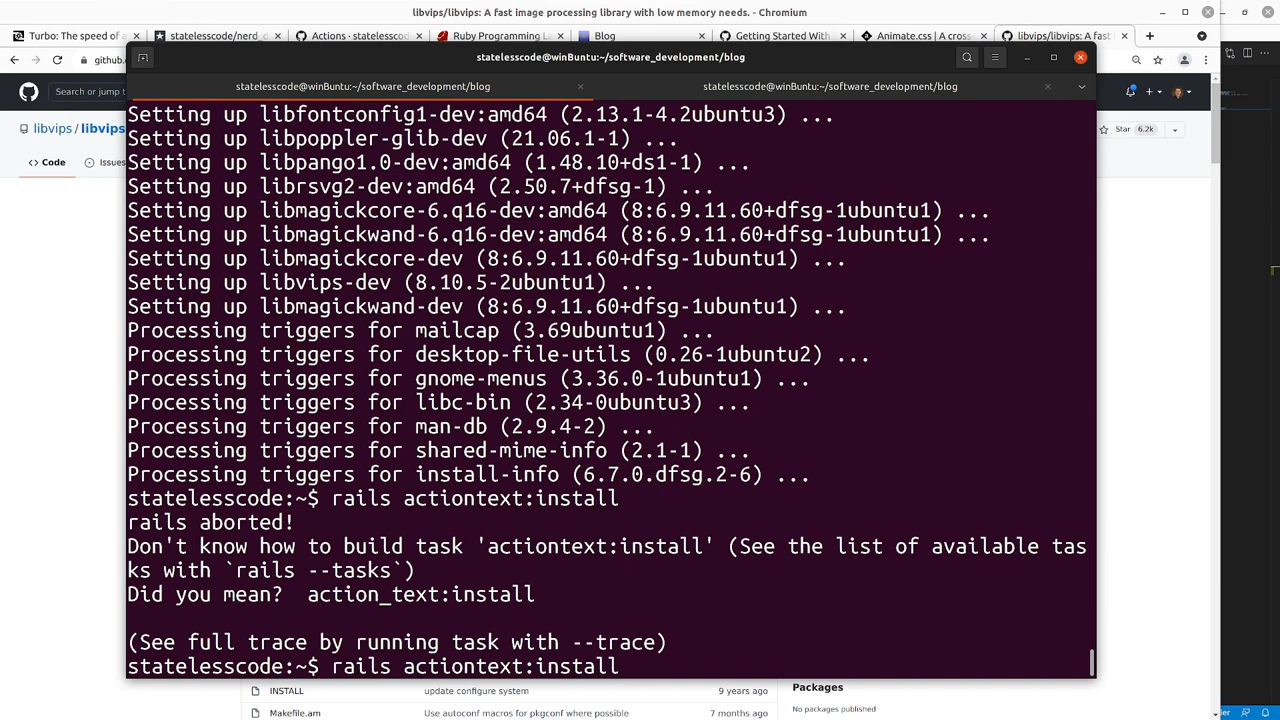 libvips/libvips: A fast image processing library with low memory needs. - Chromium
Turbo: The speed of a
statelesscode/nerd_d
Actions · statelesscod
Ruby Programming La
Blog
Getting Started With
Animate.css | A cross
libvips/libvips: A fast i
github.
statelesscode@winBuntu:~/software_development/blog
statelesscode@winBuntu:~/software_development/blog
statelesscode@winBuntu:~/software_development/blog
Search or jump
libvips / libvips
Star 6.2k
Code
Issues
Setting up libfontconfig1-dev:amd64 (2.13.1-4.2ubuntu3) ...
Setting up libpoppler-glib-dev (21.06.1-1) ...
Setting up libpango1.0-dev:amd64 (1.48.10+ds1-1) ...
Setting up librsvg2-dev:amd64 (2.50.7+dfsg-1) ...
Setting up libmagickcore-6.q16-dev:amd64 (8:6.9.11.60+dfsg-1ubuntu1) ...
Setting up libmagickwand-6.q16-dev:amd64 (8:6.9.11.60+dfsg-1ubuntu1) ...
Setting up libmagickcore-dev (8:6.9.11.60+dfsg-1ubuntu1) ...
Setting up libvips-dev (8.10.5-2ubuntu1) ...
Setting up libmagickwand-dev (8:6.9.11.60+dfsg-1ubuntu1) ...
Processing triggers for mailcap (3.69ubuntu1) ...
Processing triggers for desktop-file-utils (0.26-1ubuntu2) ...
Processing triggers for gnome-menus (3.36.0-1ubuntu1) ...
Processing triggers for libc-bin (2.34-0ubuntu3) ...
Processing triggers for man-db (2.9.4-2) ...
Processing triggers for shared-mime-info (2.1-1) ...
Processing triggers for install-info (6.7.0.dfsg.2-6) ...
statelesscode:~$ rails actiontext:install
rails aborted!
Don't know how to build task 'actiontext:install' (See the list of available tas
ks with `rails --tasks`)
Did you mean?  action_text:install
(See full trace by running task with --trace)
statelesscode:~$ rails actiontext:install
INSTALL
update configure system
9 years ago
Packages
Makefile.am
Use autoconf macros for pkgconf where possible
7 months ago
No packages published